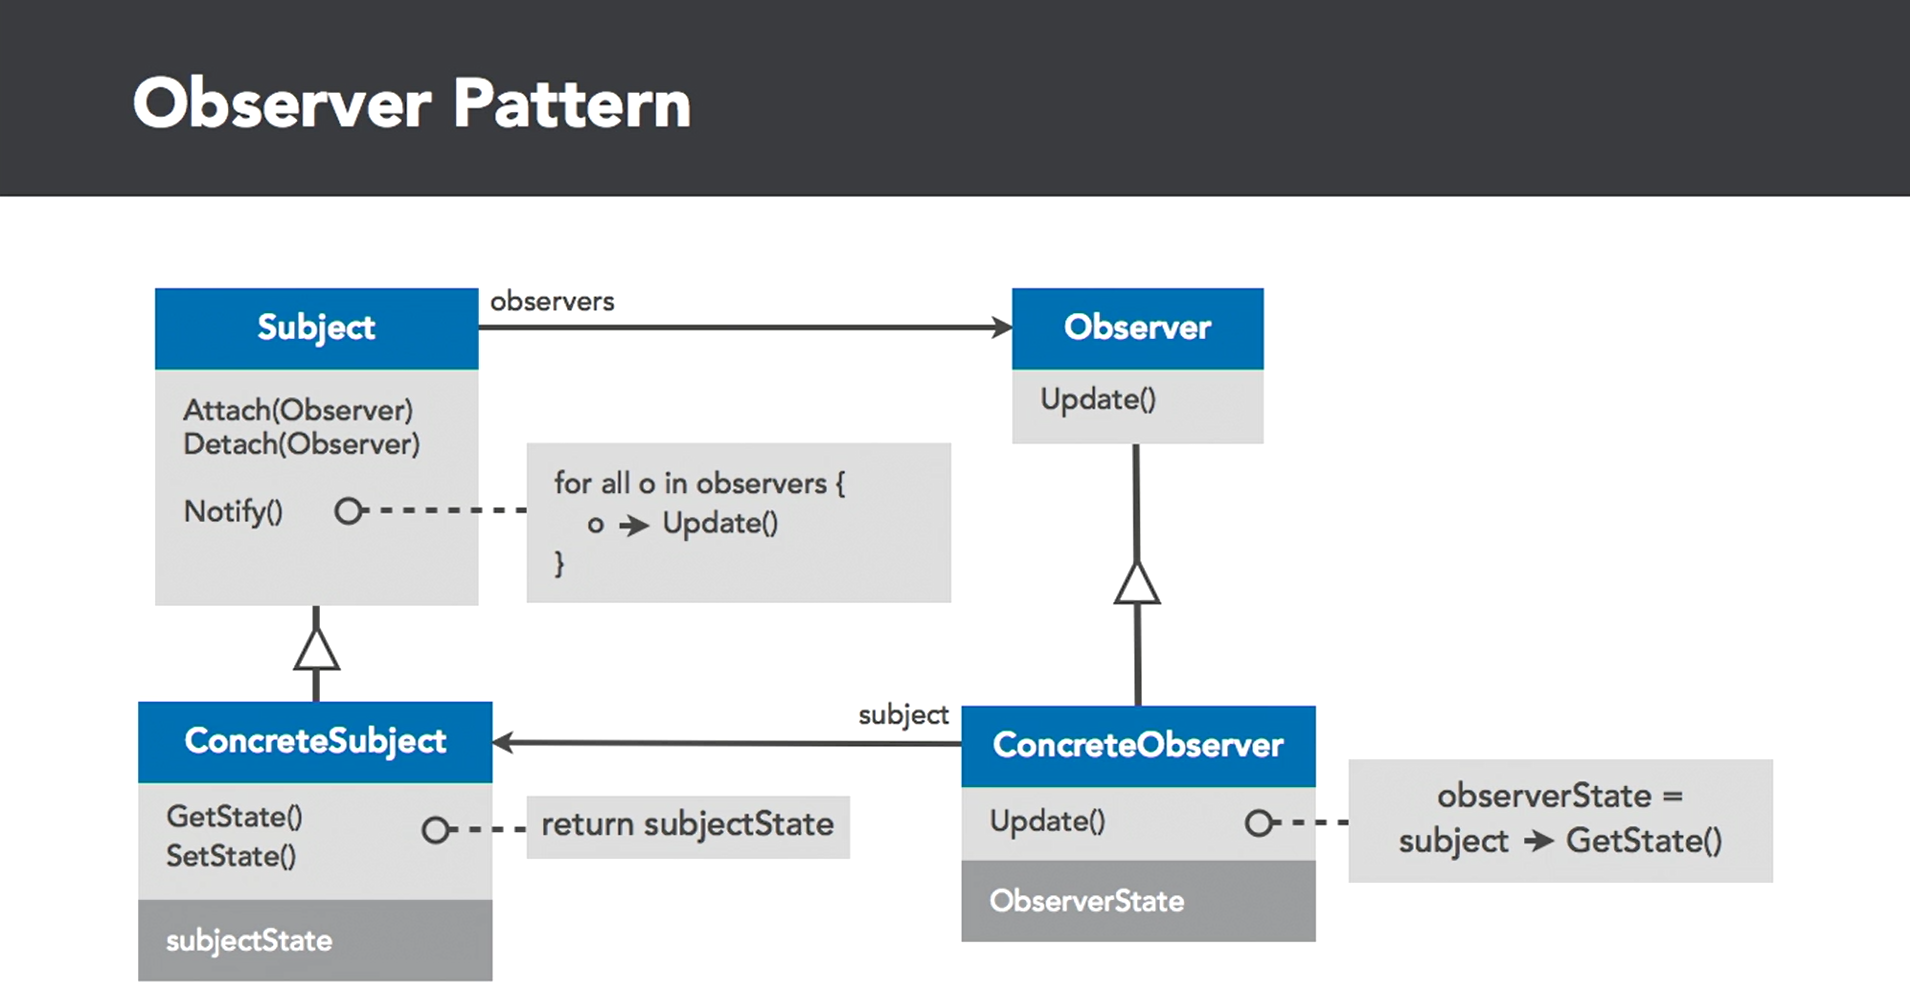 Observer Pattern
Subject
observers
Observer
Attach(Observer)
Detach(Observer)
Notify()
for all o in observers {
o → Update()
}
Update()
ConcreteSubject
subject
ConcreteObserver
GetState()
SetState()
return subjectState
subjectState
Update()
observerState =
subject → GetState()
ObserverState